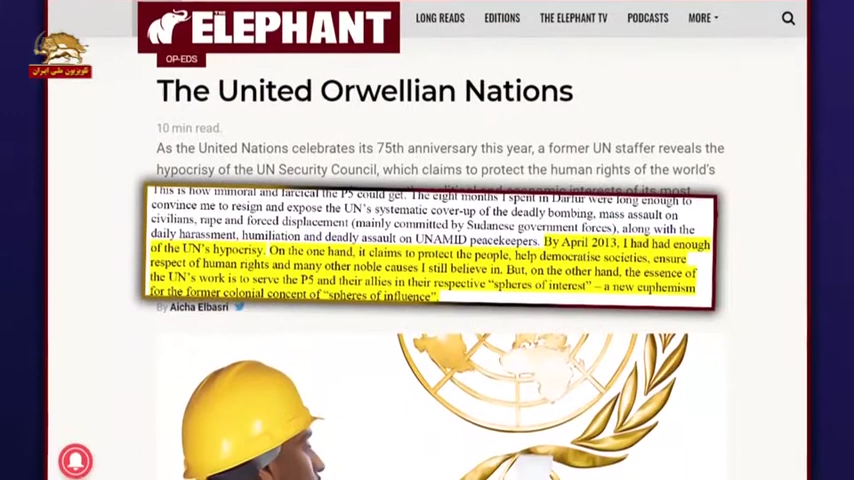 THE
ELEPHANT
LONG READS
EDITIONS
THE ELEPHANT TV
PODCASTS
MORE
تلویزیون ملی ایران
OP-EDS
The United Orwellian Nations
10 min read.
As the United Nations celebrates its 75th anniversary this year, a former UN staffer reveals the
hypocrisy of the UN Security Council, which claims to protect the human rights of the world's
This is how immoral and farcical the P5 could get. The eight months I spent in Darfur were long enough to
convince me to resign and expose the UN's systematic cover-up of the deadly bombing, mass assault on
civilians, rape and forced displacement (mainly committed by Sudanese government forces), along with the
daily harassment, humiliation and deadly assault on UNAMID peacekeepers. By April 2013, I had had enough
of the UN's hypocrisy. On the one hand, it claims to protect the people, help democratise societies, ensure
respect of human rights and many other noble causes I still believe in. But, on the other hand, the essence of
the UN's work is to serve the P5 and their allies in their respective “spheres of interest” – a new euphemism
for the former colonial concept of “spheres of influence”.
By Aicha Elbasri